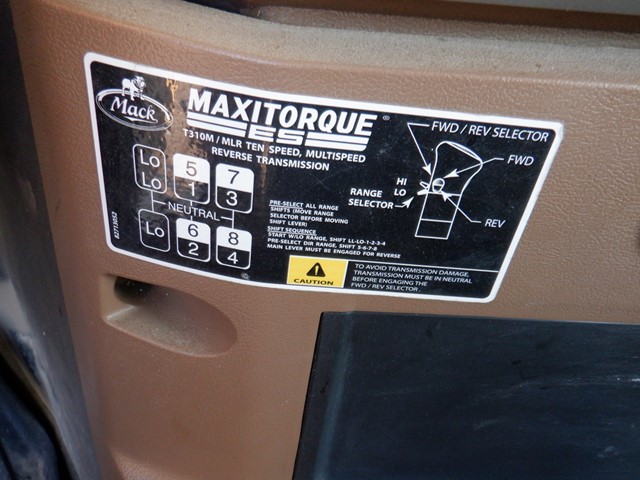 Mack
MAXITORQUE
ES
T310M / MLR TEN SPEED, MULTISPEED
REVERSE TRANSMISSION
Lo
Lo
5
1
7
3
NEUTRAL
Lo
6
2
8
4
82713052
PRE-SELECT ALL RANGE
SHIFTS (MOVE RANGE
SELECTOR BEFORE MOVING
SHIFT LEVER)
SHIFT SEQUENCE
START W/LO RANGE, SHIFT LL-LO-1-2-3-4
PRE-SELECT DIR RANGE, SHIFT 5-6-7-8
MAIN LEVER MUST BE ENGAGED FOR REVERSE
FWD / REV SELECTOR
FWD
HI
LO
RANGE
SELECTOR
REV
CAUTION
TO AVOID TRANSMISSION DAMAGE,
TRANSMISSION MUST BE IN NEUTRAL
BEFORE ENGAGING THE
FWD / REV SELECTOR.